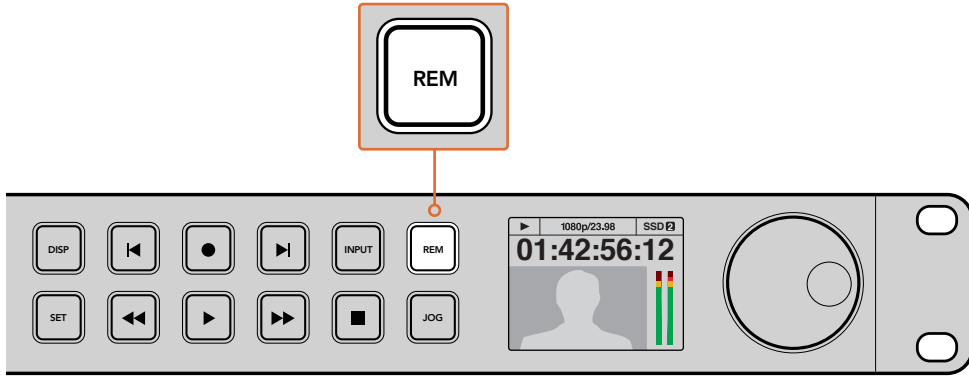 REM
DISP
INPUT
REM
1080p/23.98
SSD 2
01:42:56:12
SET
JOG